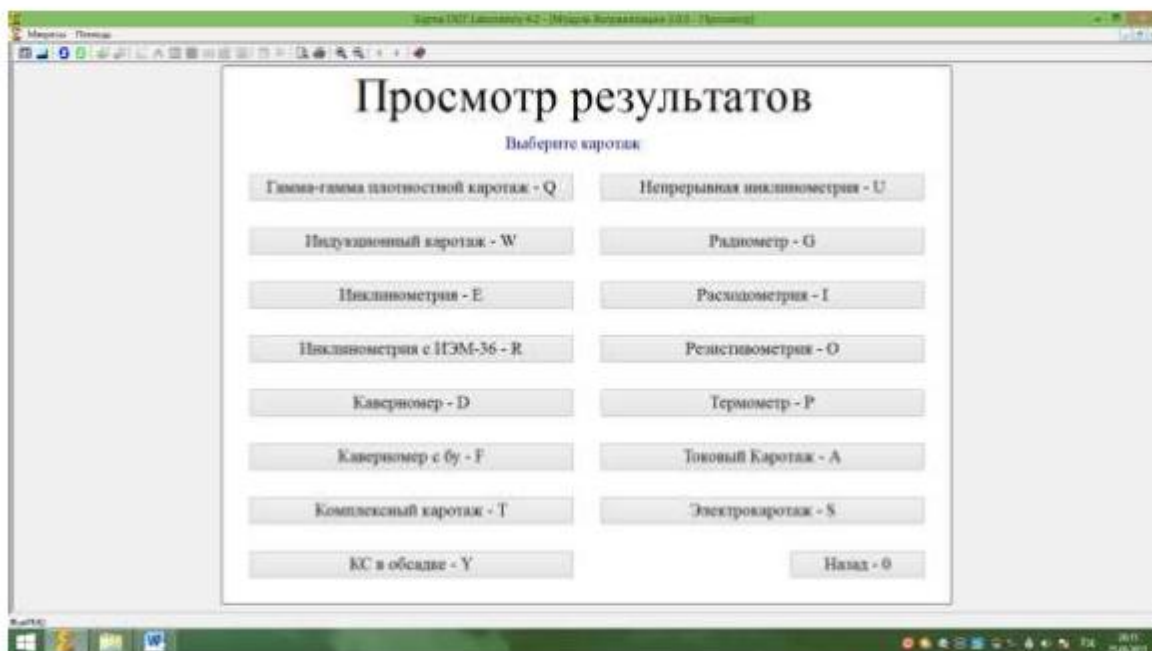 Просмотр результатов
Выберите каротаж
Гамма-гамма плотностной каротаж - Q
Непрерывная инклинометрия - U
Индукционный каротаж - W
Радиометр - G
Инклинометрия - E
Расходометрия - I
Инклинометрия с ИЭМ-36 - R
Резистивометрия - O
Каверномер - D
Термометр - P
Каверномер с бу - F
Токовый Каротаж - A
Комплексный каротаж - T
Электрокаротаж - S
КС в обсадке - Y
Назад - 0